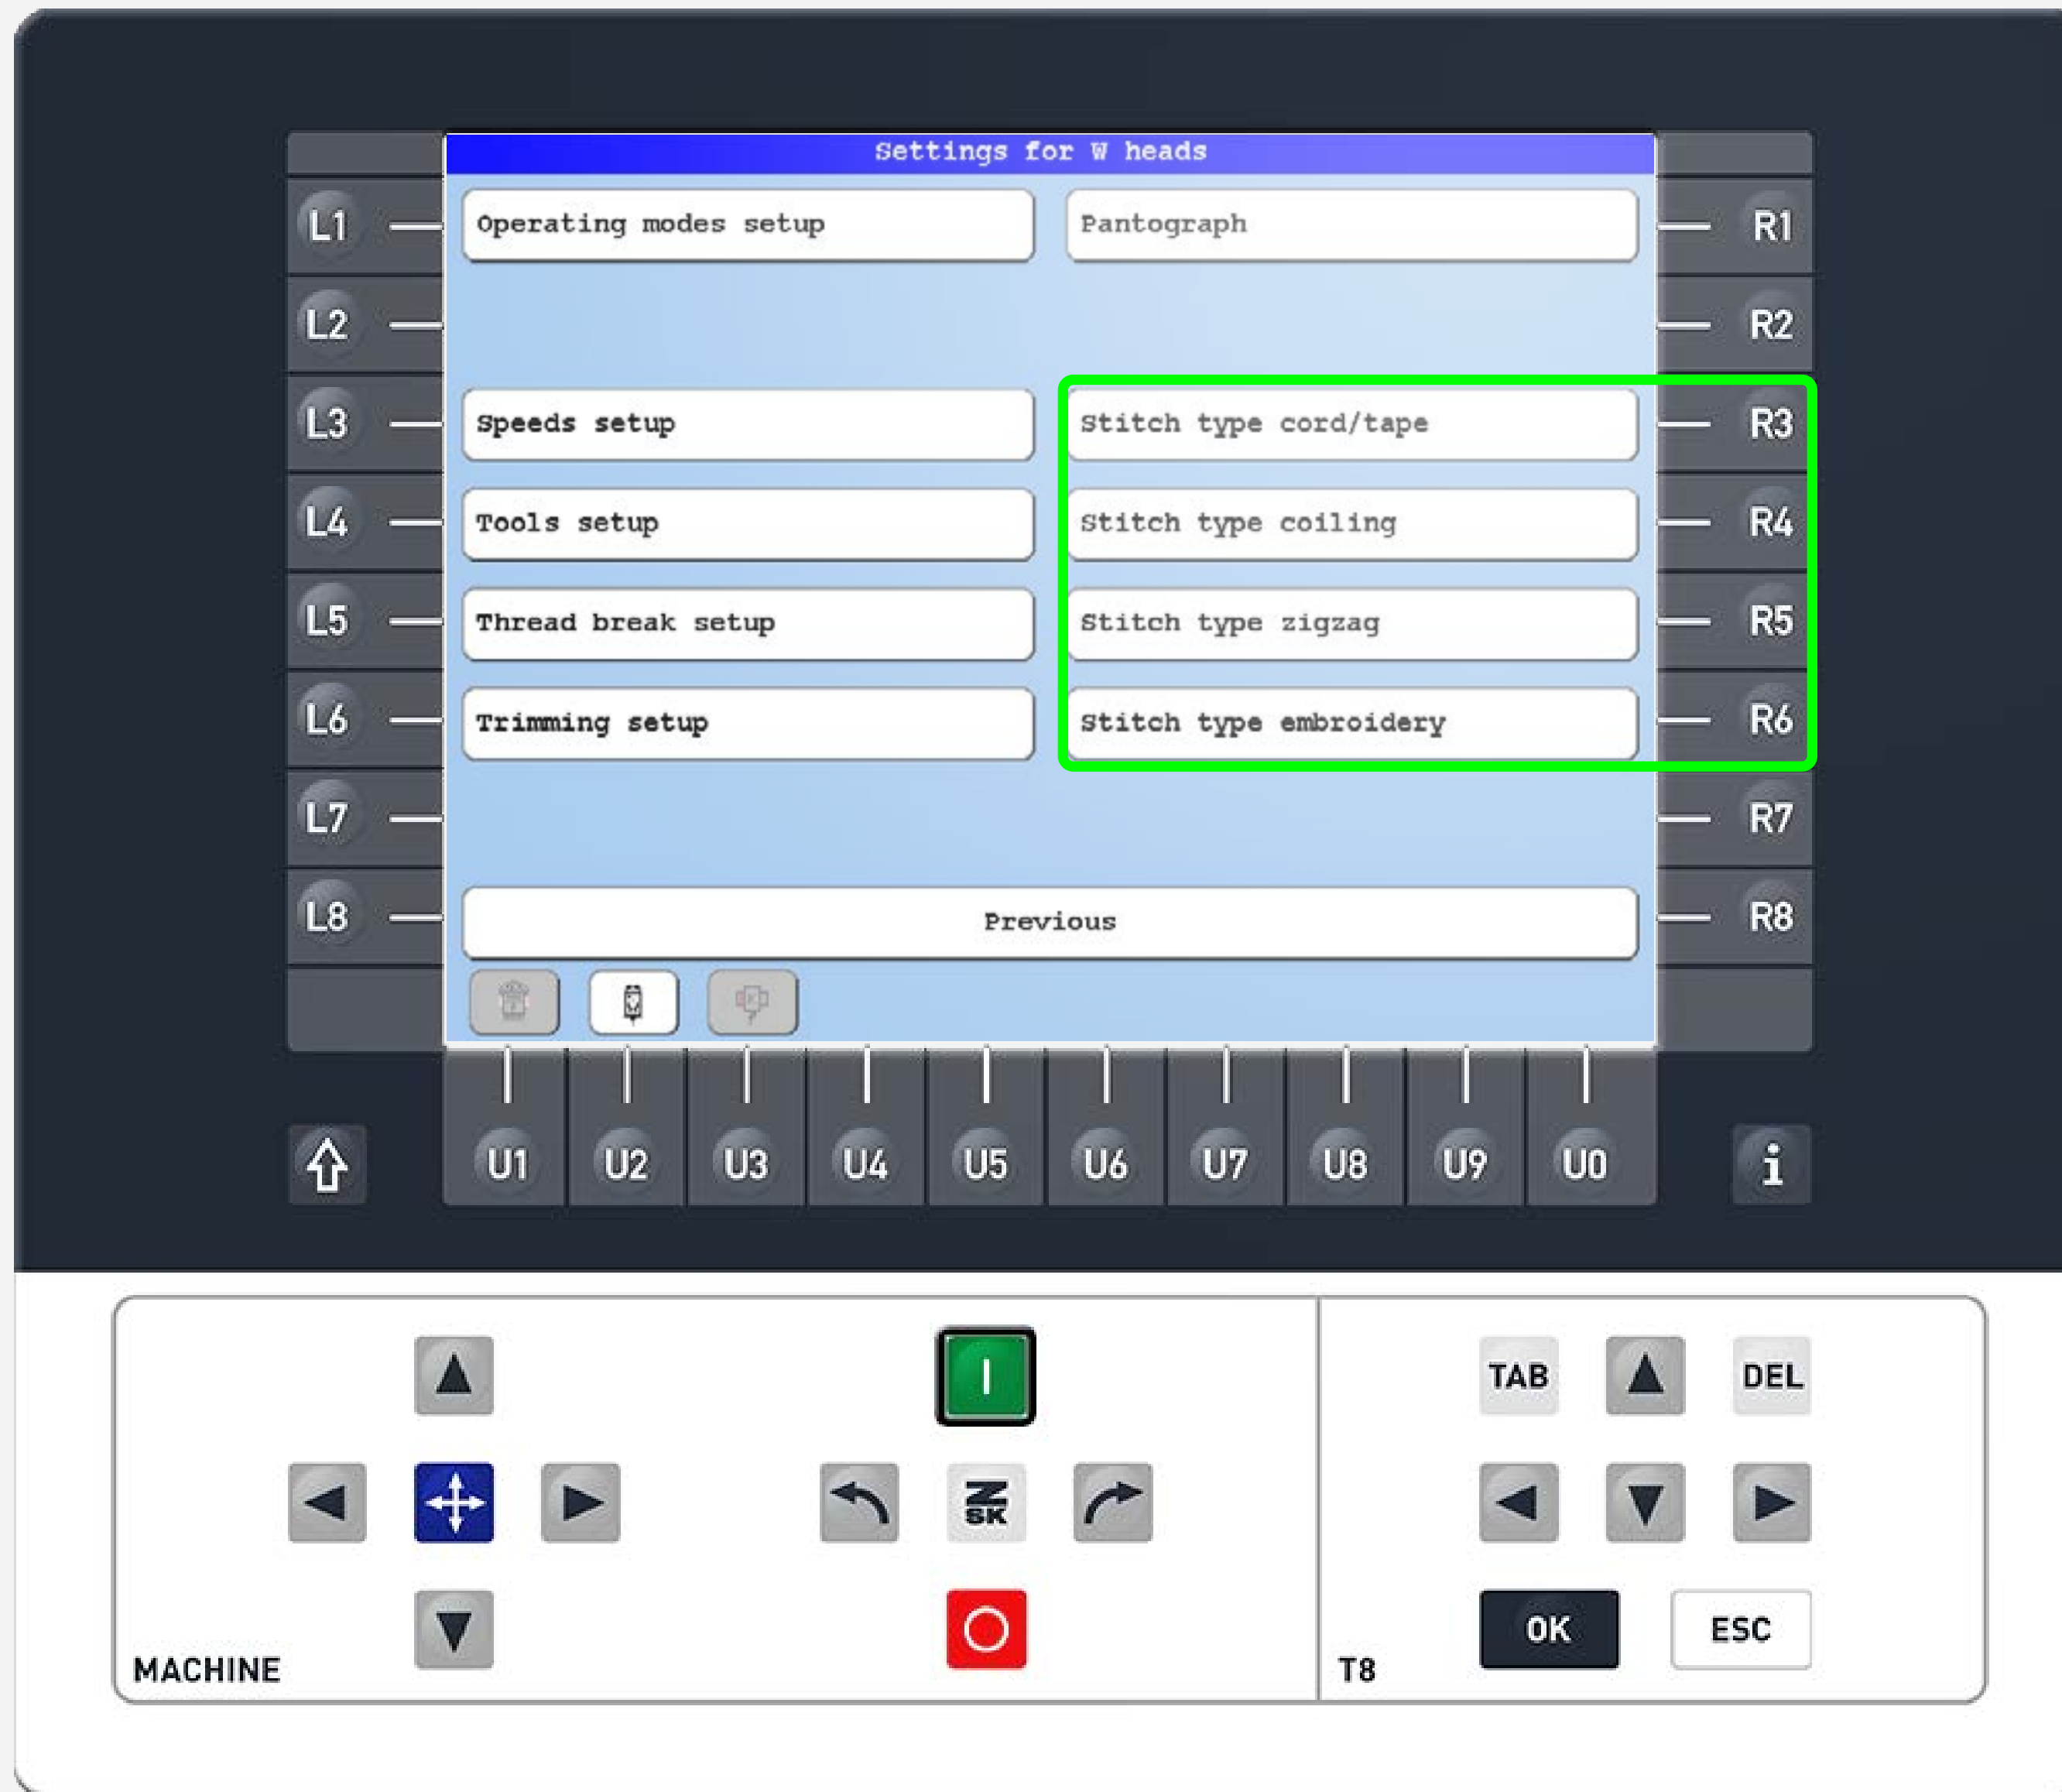 Settings for W heads
L1 Operating modes setup Pantograph R1
L2 R2
L3 Speeds setup Stitch type cord/tape R3
L4 Tools setup Stitch type coiling R4
L5 Thread break setup Stitch type zigzag R5
L6 Trimming setup Stitch type embroidery R6
L7 R7
L8 Previous R8
U1 U2 U3 U4 U5 U6 U7 U8 U9 U0 i
TAB DEL
ZSK
OK ESC
MACHINE T8